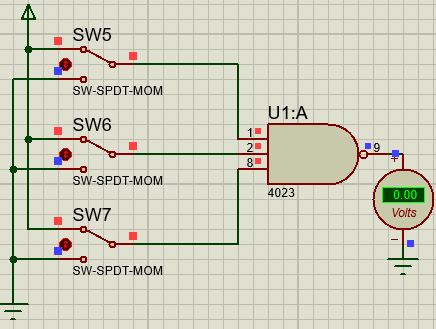 SW5
SW-SPDT-MOM
SW6
SW-SPDT-MOM
SW7
SW-SPDT-MOM
U1:A
1
2
8
9
4023
+
0.00
Volts
−